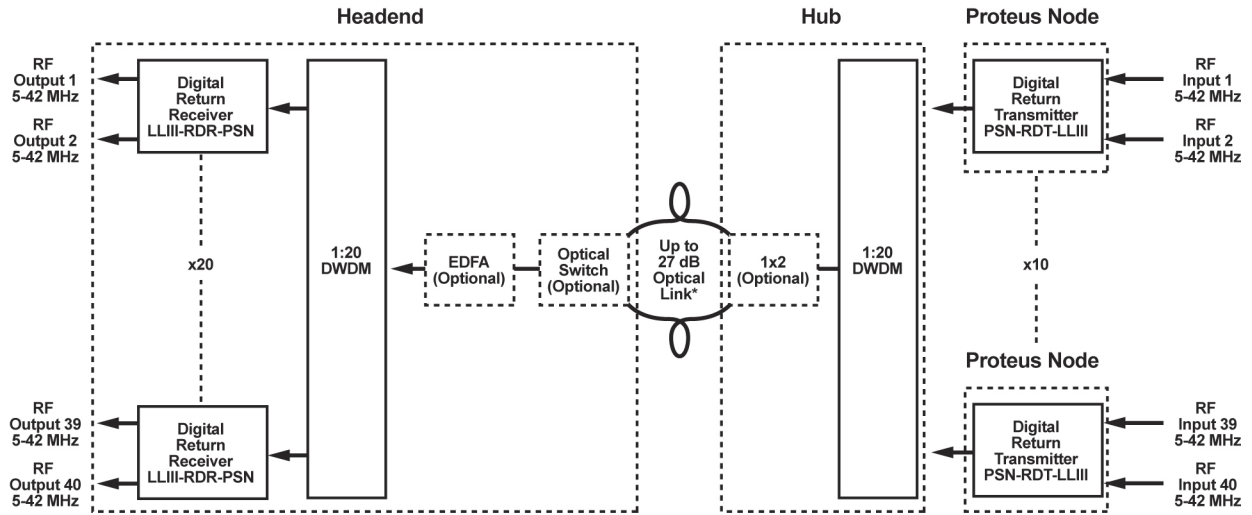 Headend
Hub
Proteus Node
RF
Output 1
5-42 MHz
RF
Output 2
5-42 MHz
Digital
Return
Receiver
LLIII-RDR-PSN
x20
RF
Output 39
5-42 MHz
RF
Output 40
5-42 MHz
Digital
Return
Receiver
LLIII-RDR-PSN
1:20
DWDM
EDFA
(Optional)
Optical
Switch
(Optional)
Up to
27 dB
Optical
Link*
1x2
(Optional)
1:20
DWDM
Digital
Return
Transmitter
PSN-RDT-LLIII
RF
Input 1
5-42 MHz
RF
Input 2
5-42 MHz
x10
Proteus Node
Digital
Return
Transmitter
PSN-RDT-LLIII
RF
Input 39
5-42 MHz
RF
Input 40
5-42 MHz